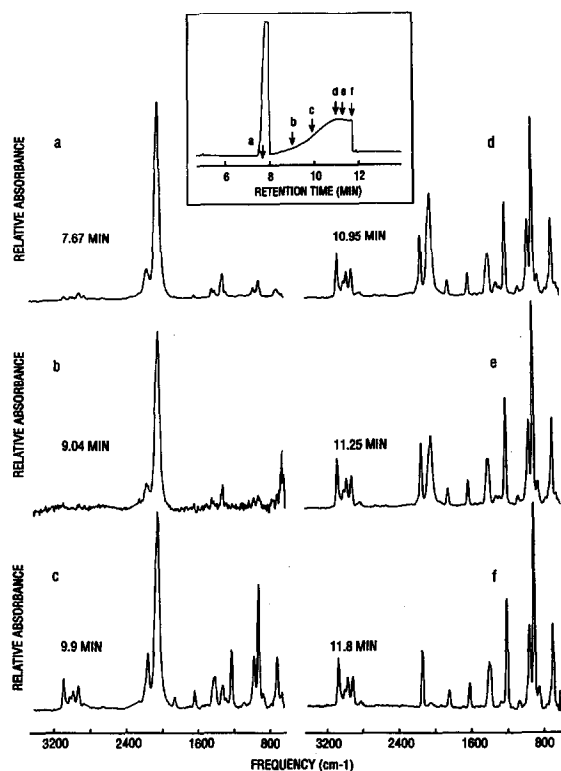 d e f
b
c
a
6 8 10 12
RETENTION TIME (MIN)
a
d
RELATIVE ABSORBANCE
7.67 MIN
10.95 MIN
b
e
RELATIVE ABSORBANCE
9.04 MIN
11.25 MIN
c
f
RELATIVE ABSORBANCE
9.9 MIN
11.8 MIN
3200 2400 1600 800 3200 2400 1600 800
FREQUENCY (cm-1)